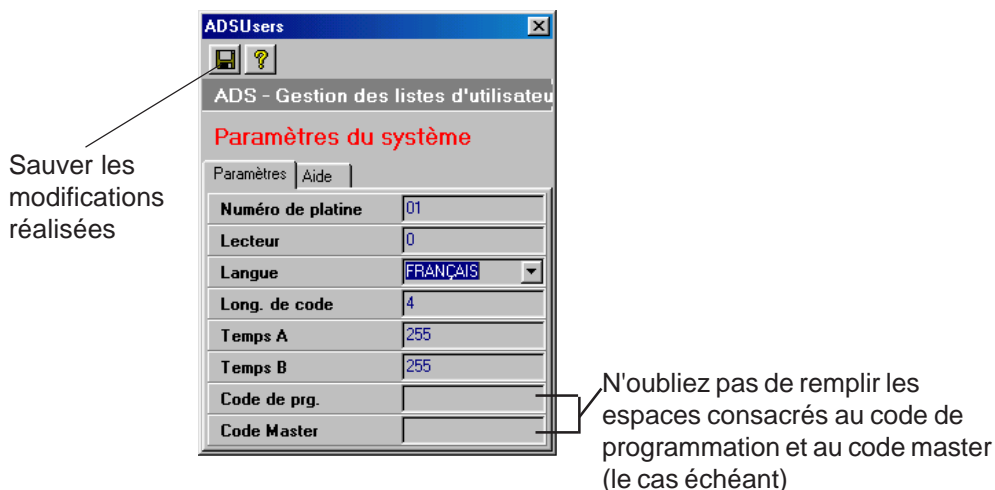 ADSUsers
ADS - Gestion des listes d'utilisateu
Paramètres du système
Paramètres Aide
Numéro de platine 01
Lecteur 0
Langue FRANÇAIS
Long. de code 4
Temps A 255
Temps B 255
Code de prg.
Code Master
Sauver les
modifications
réalisées
N'oubliez pas de remplir les
espaces consacrés au code de
programmation et au code master
(le cas échéant)